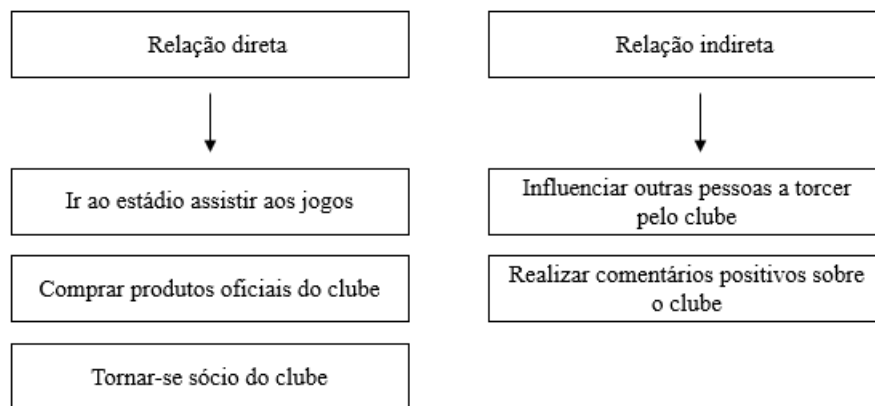 Relação direta
Ir ao estádio assistir aos jogos
Comprar produtos oficiais do clube
Tornar-se sócio do clube
Relação indireta
Influenciar outras pessoas a torcer
pelo clube
Realizar comentários positivos sobre
o clube